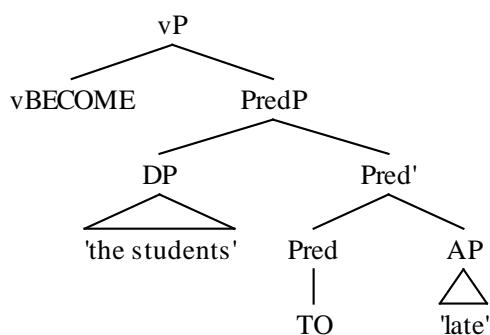 vP
vBECOME PredP
DP Pred'
'the students' Pred AP
TO 'late'